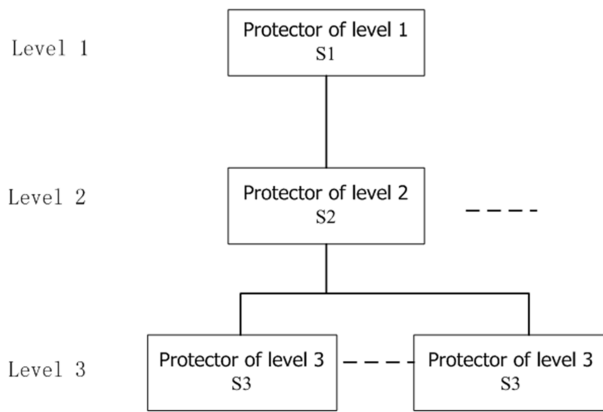 Level 1
Protector of level 1
S1
Level 2
Protector of level 2
S2
Level 3
Protector of level 3
S3
Protector of level 3
S3